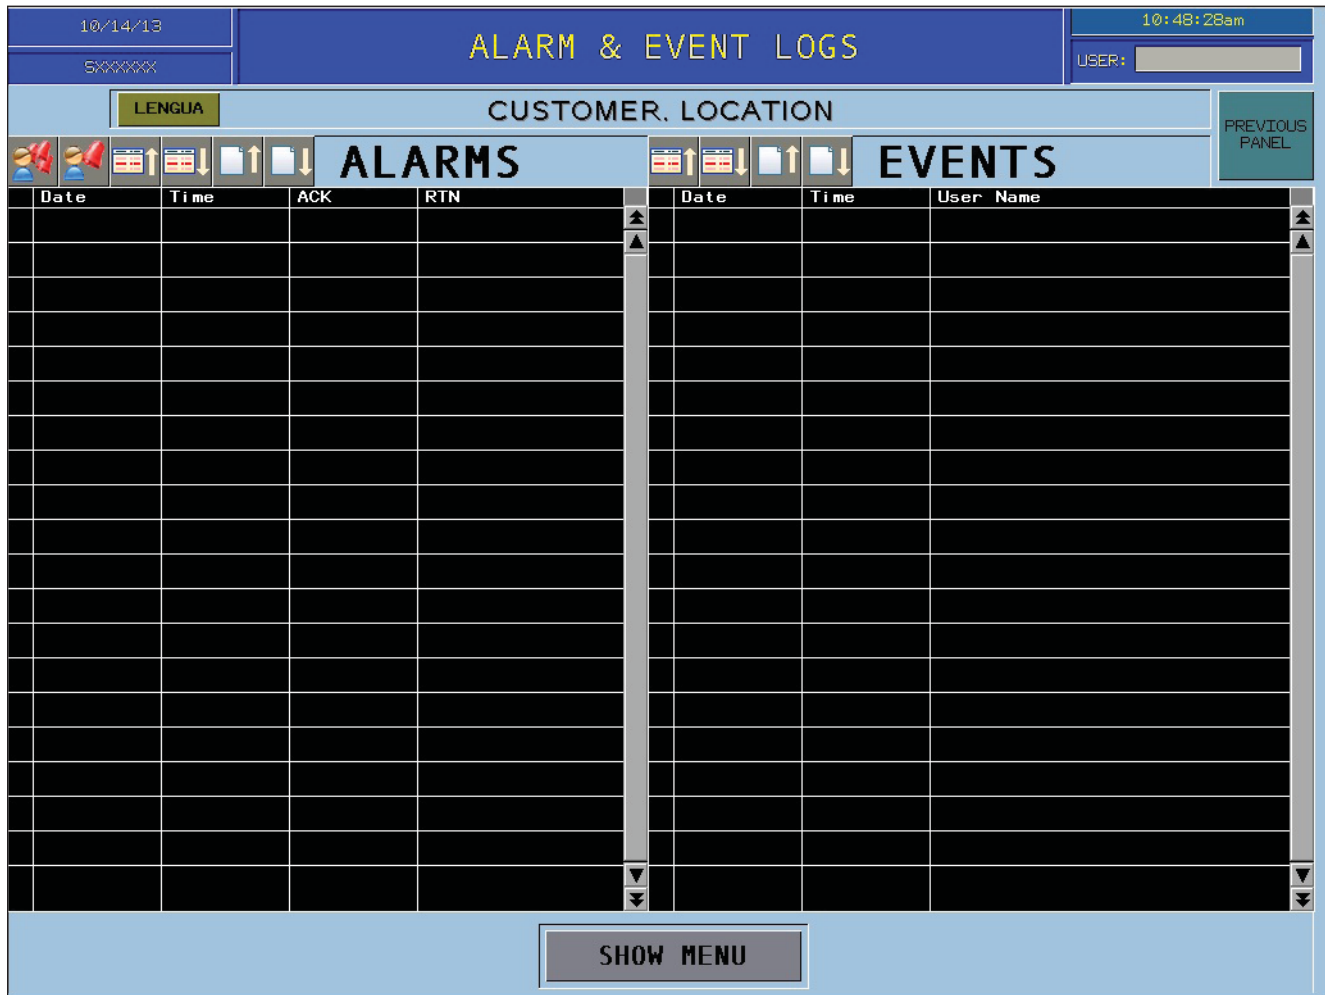 10/14/13
SXXXXXX
ALARM & EVENT LOGS
10:48:28am
USER:
LENGUA
CUSTOMER. LOCATION
PREVIOUS
PANEL
ALARMS
EVENTS
Date Time ACK RTN
Date Time User Name
SHOW MENU